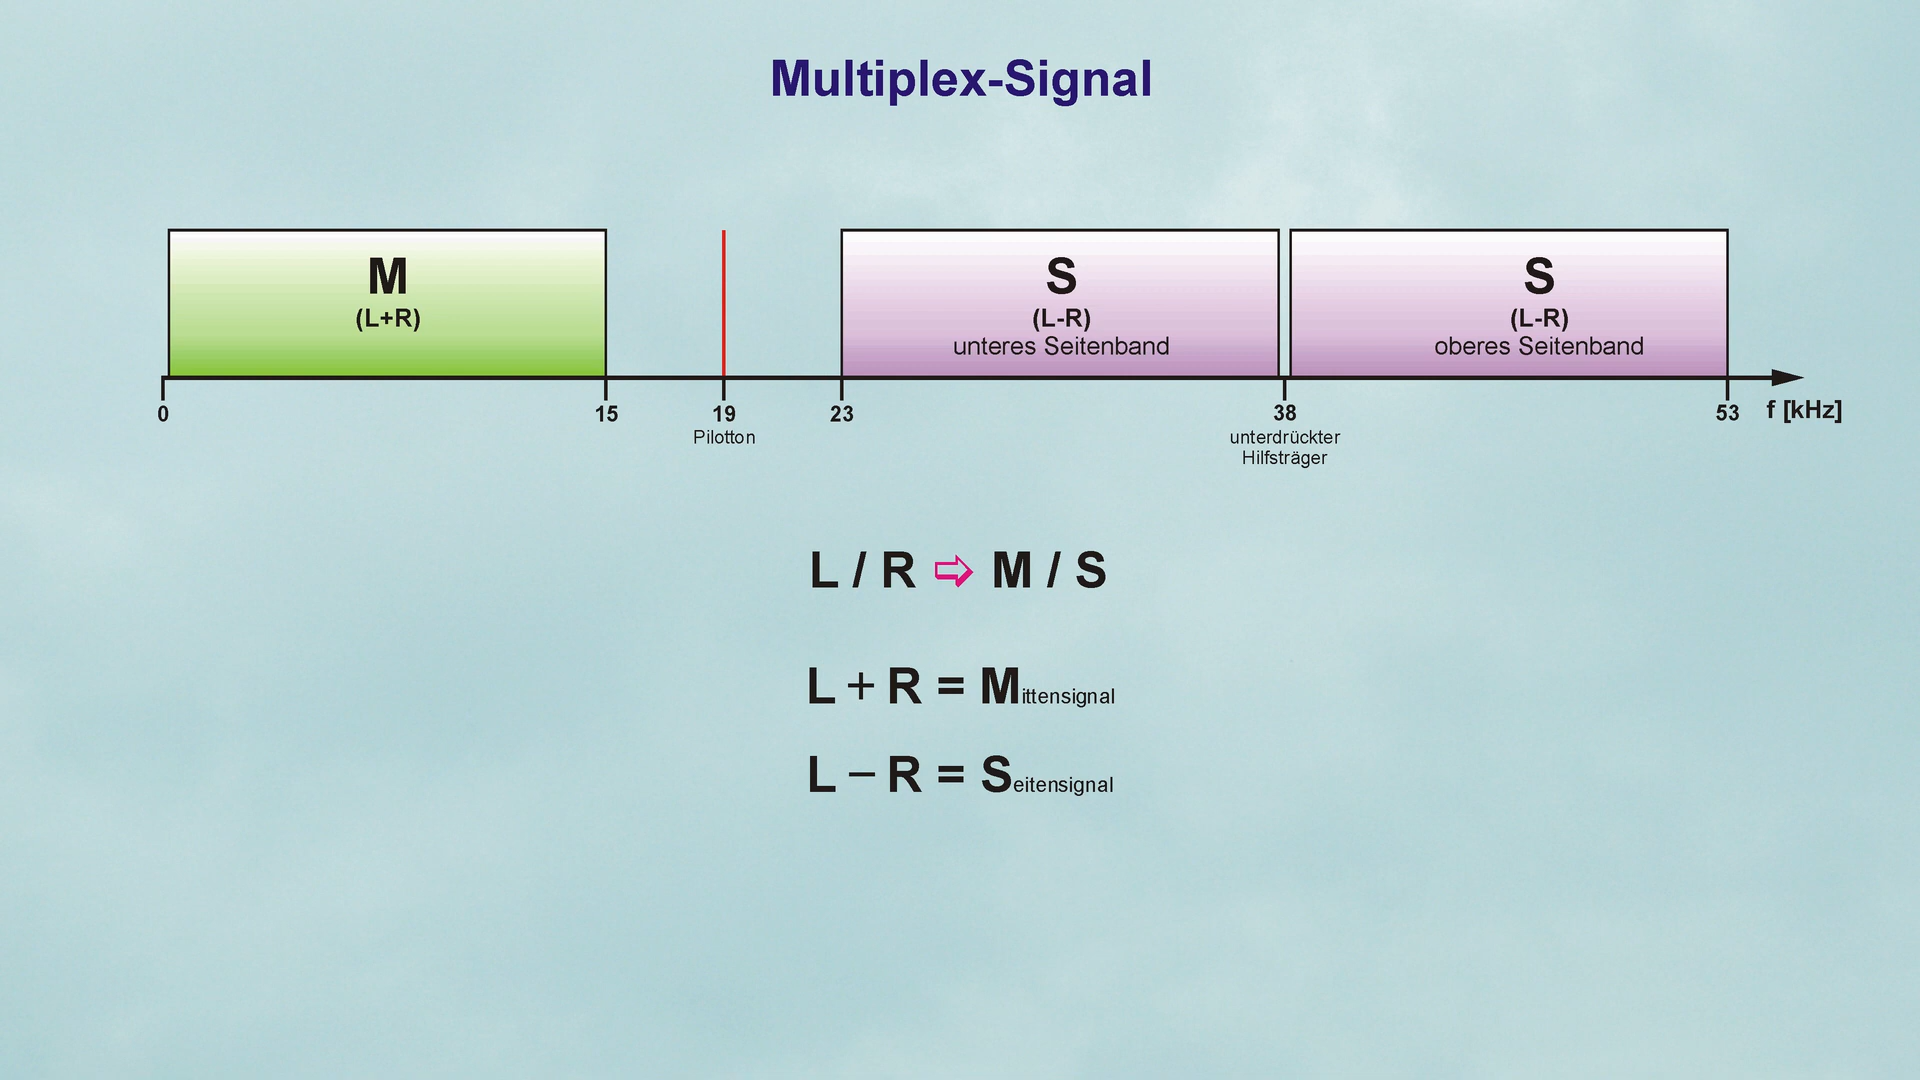 Multiplex-Signal
M
(L+R)
S
(L-R)
unteres Seitenband
S
(L-R)
oberes Seitenband
0 15 19 23 38 53 f [kHz]
Pilotton
unterdrückter
Hilfsträger
L / R ⇨ M / S
L + R = Mittensignal
L – R = Seitensignal